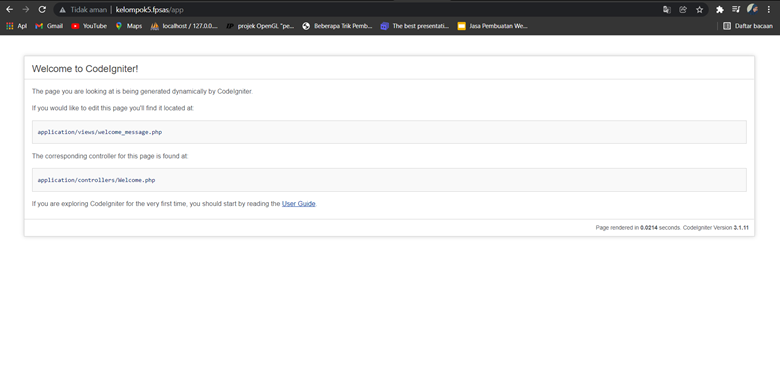 Tidak aman | kelompok5.fpsas/app
Apl Gmail YouTube Maps localhost / 127.0.0.... projek OpenGL "pe... Beberapa Trik Pemb... The best presentati... Jasa Pembuatan We... Daftar bacaan
Welcome to CodeIgniter!
The page you are looking at is being generated dynamically by CodeIgniter
If you would like to edit this page you'll find it located at:
application/views/welcome_message.php
The corresponding controller for this page is found at:
application/controllers/Welcome.php
If you are exploring CodeIgniter for the very first time, you should start by reading the User Guide.
Page rendered in 0.0214 seconds. CodeIgniter Version 3.1.11